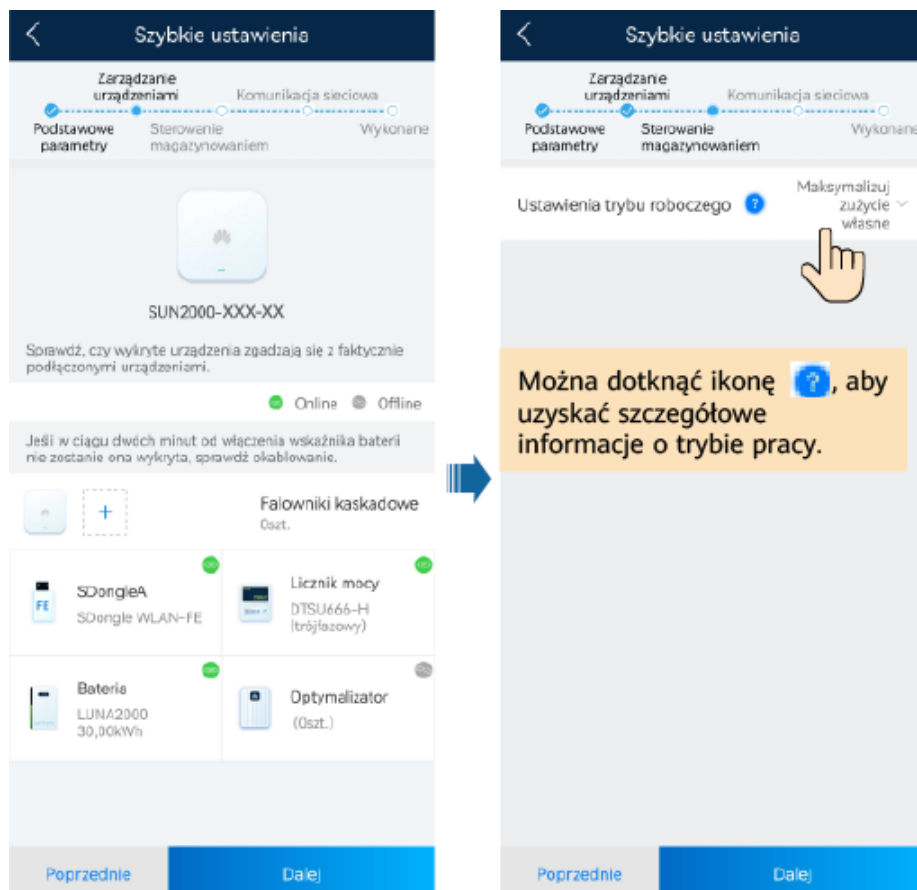 Szybkie ustawienia
Zarządzanie
urządzeniami
Komunikacja sieciowa
Podstawowe
parametry
Sterowanie
magazynowaniem
Wykonane
SUN2000-XXX-XX
Sprawdź, czy wykryte urządzenia zgadzają się z faktycznie
podłączonymi urządzeniami.
Online Offline
Jeśli w ciągu dwóch minut od włączenia wskaźnika baterii
nie zostanie ona wykryta, sprawdź okablowanie.
+
Falowniki kaskadowe
0szt.
FE
SDongleA
SDongle WLAN-FE
Licznik mocy
DTSU666-H
(trójfazowy)
Bateria
LUNA2000
30,00kWh
Optymalizator
(0szt.)
Poprzednie
Dalej
Szybkie ustawienia
Zarządzanie
urządzeniami
Komunikacja sieciowa
Podstawowe
parametry
Sterowanie
magazynowaniem
Wykonane
Ustawienia trybu roboczego ?
Maksymalizuj
zużycie
własne
Można dotknąć ikonę ?, aby
uzyskać szczegółowe
informacje o trybie pracy.
Poprzednie
Dalej